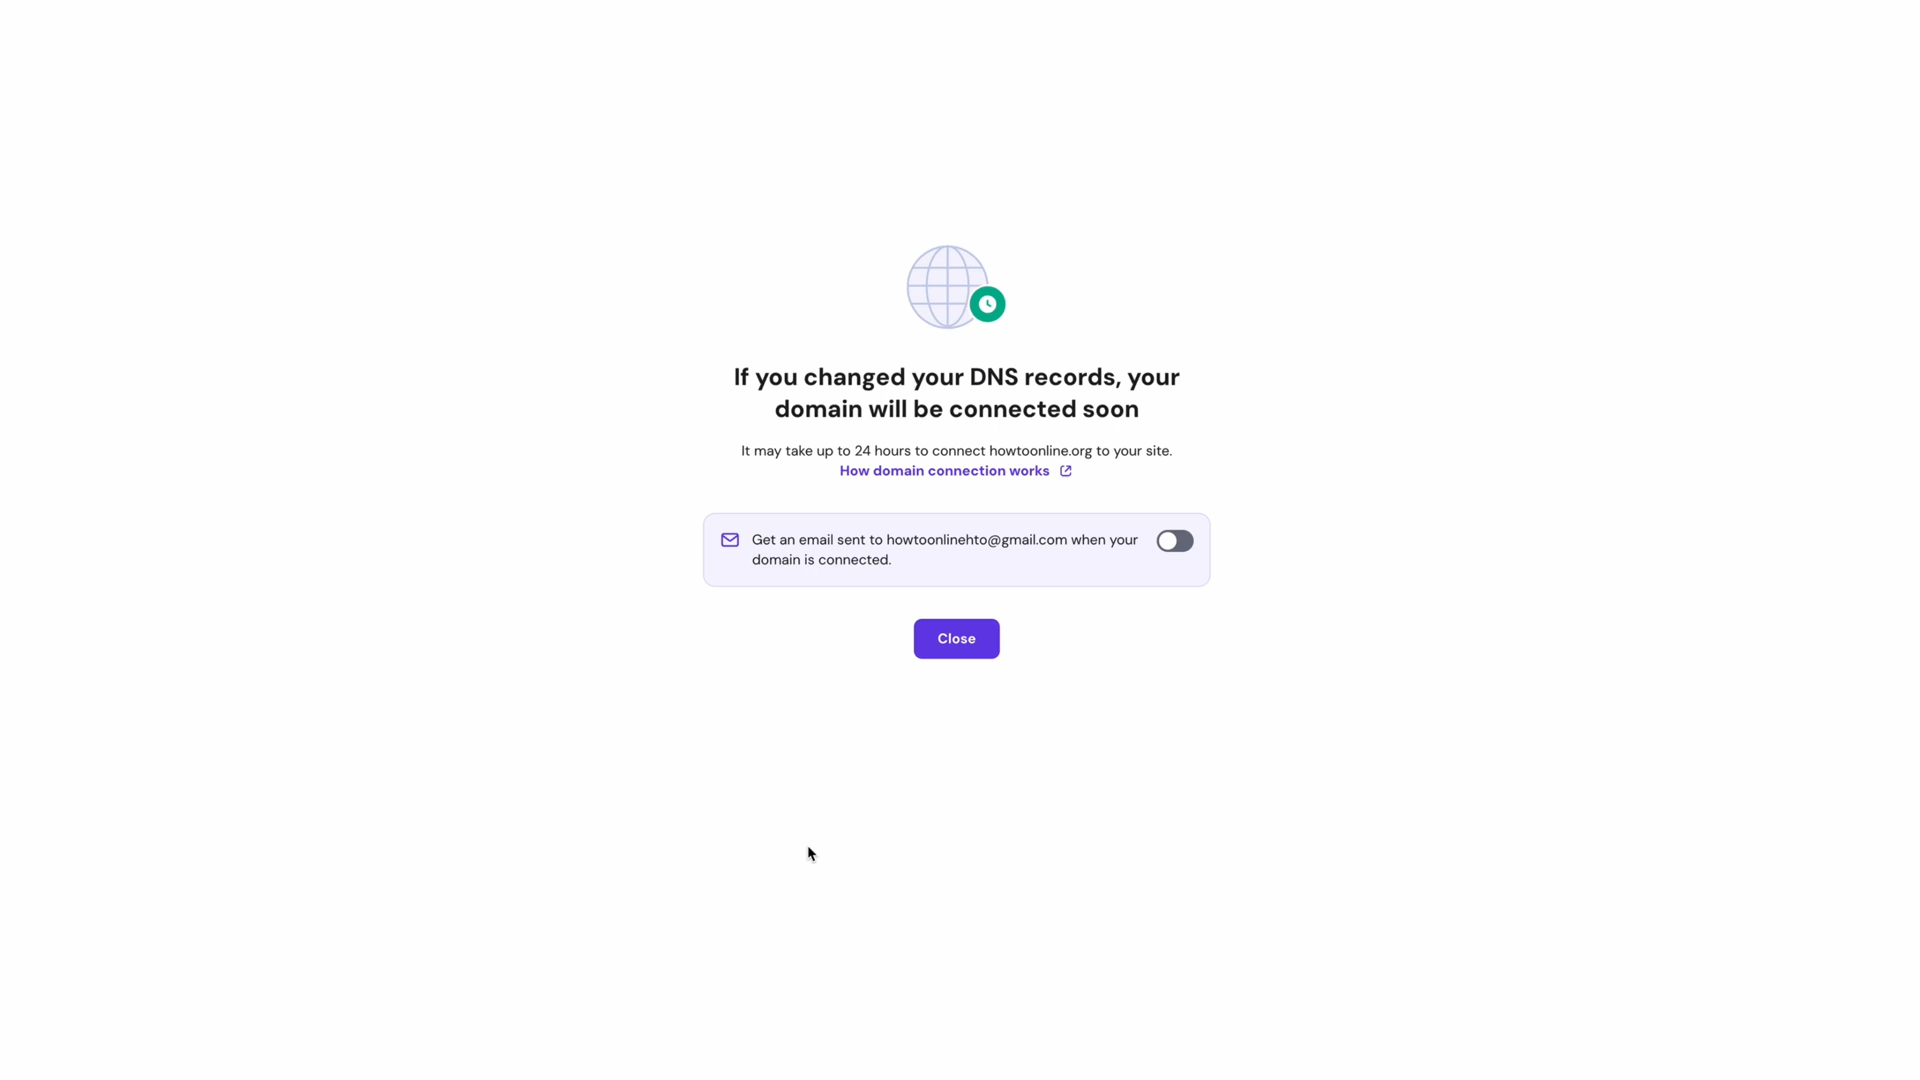 If you changed your DNS records, your
domain will be connected soon
It may take up to 24 hours to connect howtoonline.org to your site.
How domain connection works
Get an email sent to howtoonlinehto@gmail.com when your
domain is connected.
Close